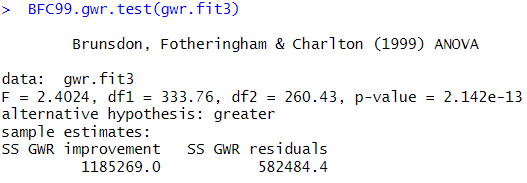 > BFC99.gwr.test(gwr.fit3)
Brunsdon, Fotheringham & Charlton (1999) ANOVA
data: gwr.fit3
F = 2.4024, df1 = 333.76, df2 = 260.43, p-value = 2.142e-13
alternative hypothesis: greater
sample estimates:
SS GWR improvement SS GWR residuals
1185269.0 582484.4